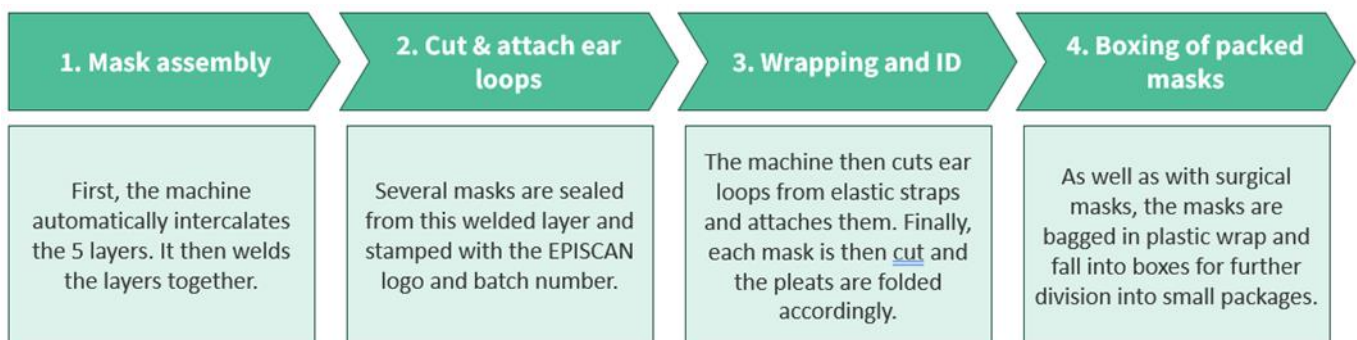 1. Mask assembly
2. Cut & attach ear
loops
3. Wrapping and ID
4. Boxing of packed
masks
First, the machine
automatically intercalates
the 5 layers. It then welds
the layers together.
Several masks are sealed
from this welded layer and
stamped with the EPISCAN
logo and batch number.
The machine then cuts ear
loops from elastic straps
and attaches them. Finally,
each mask is then cut and
the pleats are folded
accordingly.
As well as with surgical
masks, the masks are
bagged in plastic wrap and
fall into boxes for further
division into small packages.